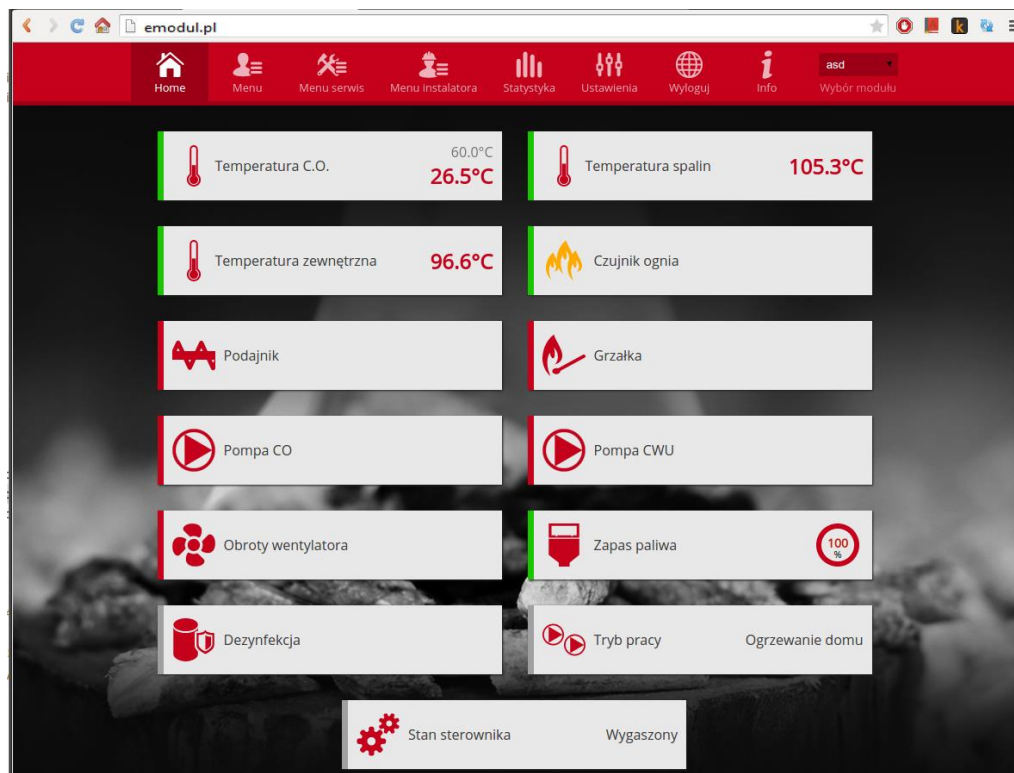 emodul.pl
Home
Menu
Menu serwis
Menu instalatora
Statystyka
Ustawienia
Wyloguj
Info
asd
Wybór modułu
Temperatura C.O.
60.0°C
26.5°C
Temperatura spalin
105.3°C
Temperatura zewnętrzna
96.6°C
Czujnik ognia
Podajnik
Grzałka
Pompa CO
Pompa CWU
Obroty wentylatora
Zapas paliwa
100
%
Dezynfekcja
Tryb pracy
Ogrzewanie domu
Stan sterownika
Wygaszony